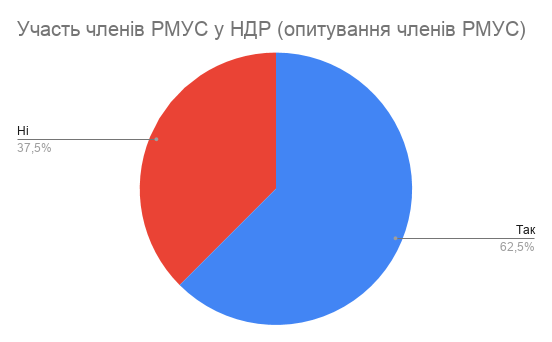 Участь членів РМУС у НДР (опитування членів РМУС)
Ні
37,5%
Так
62,5%